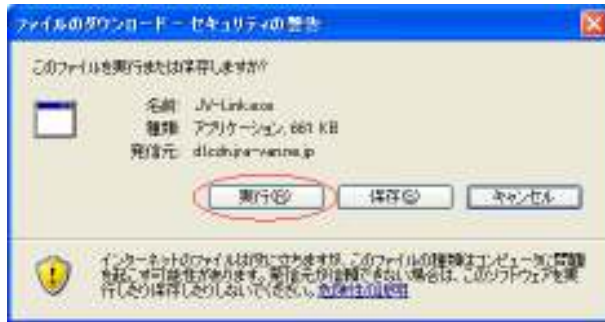 ファイルのダウンロード - セキュリティの警告
このファイルを実行または保存しますか?
名前: JV-Link.exe
種類: アプリケーション, 661 KB
発信元:
実行(R)
保存(S)
キャンセル
インターネットのファイルは役に立ちますが、このファイルの種類はコンピュータに問題
を起こす可能性があります。発信元が信頼できない場合は、このソフトウェアを実
行したり保存したりしないでください。危険性の説明